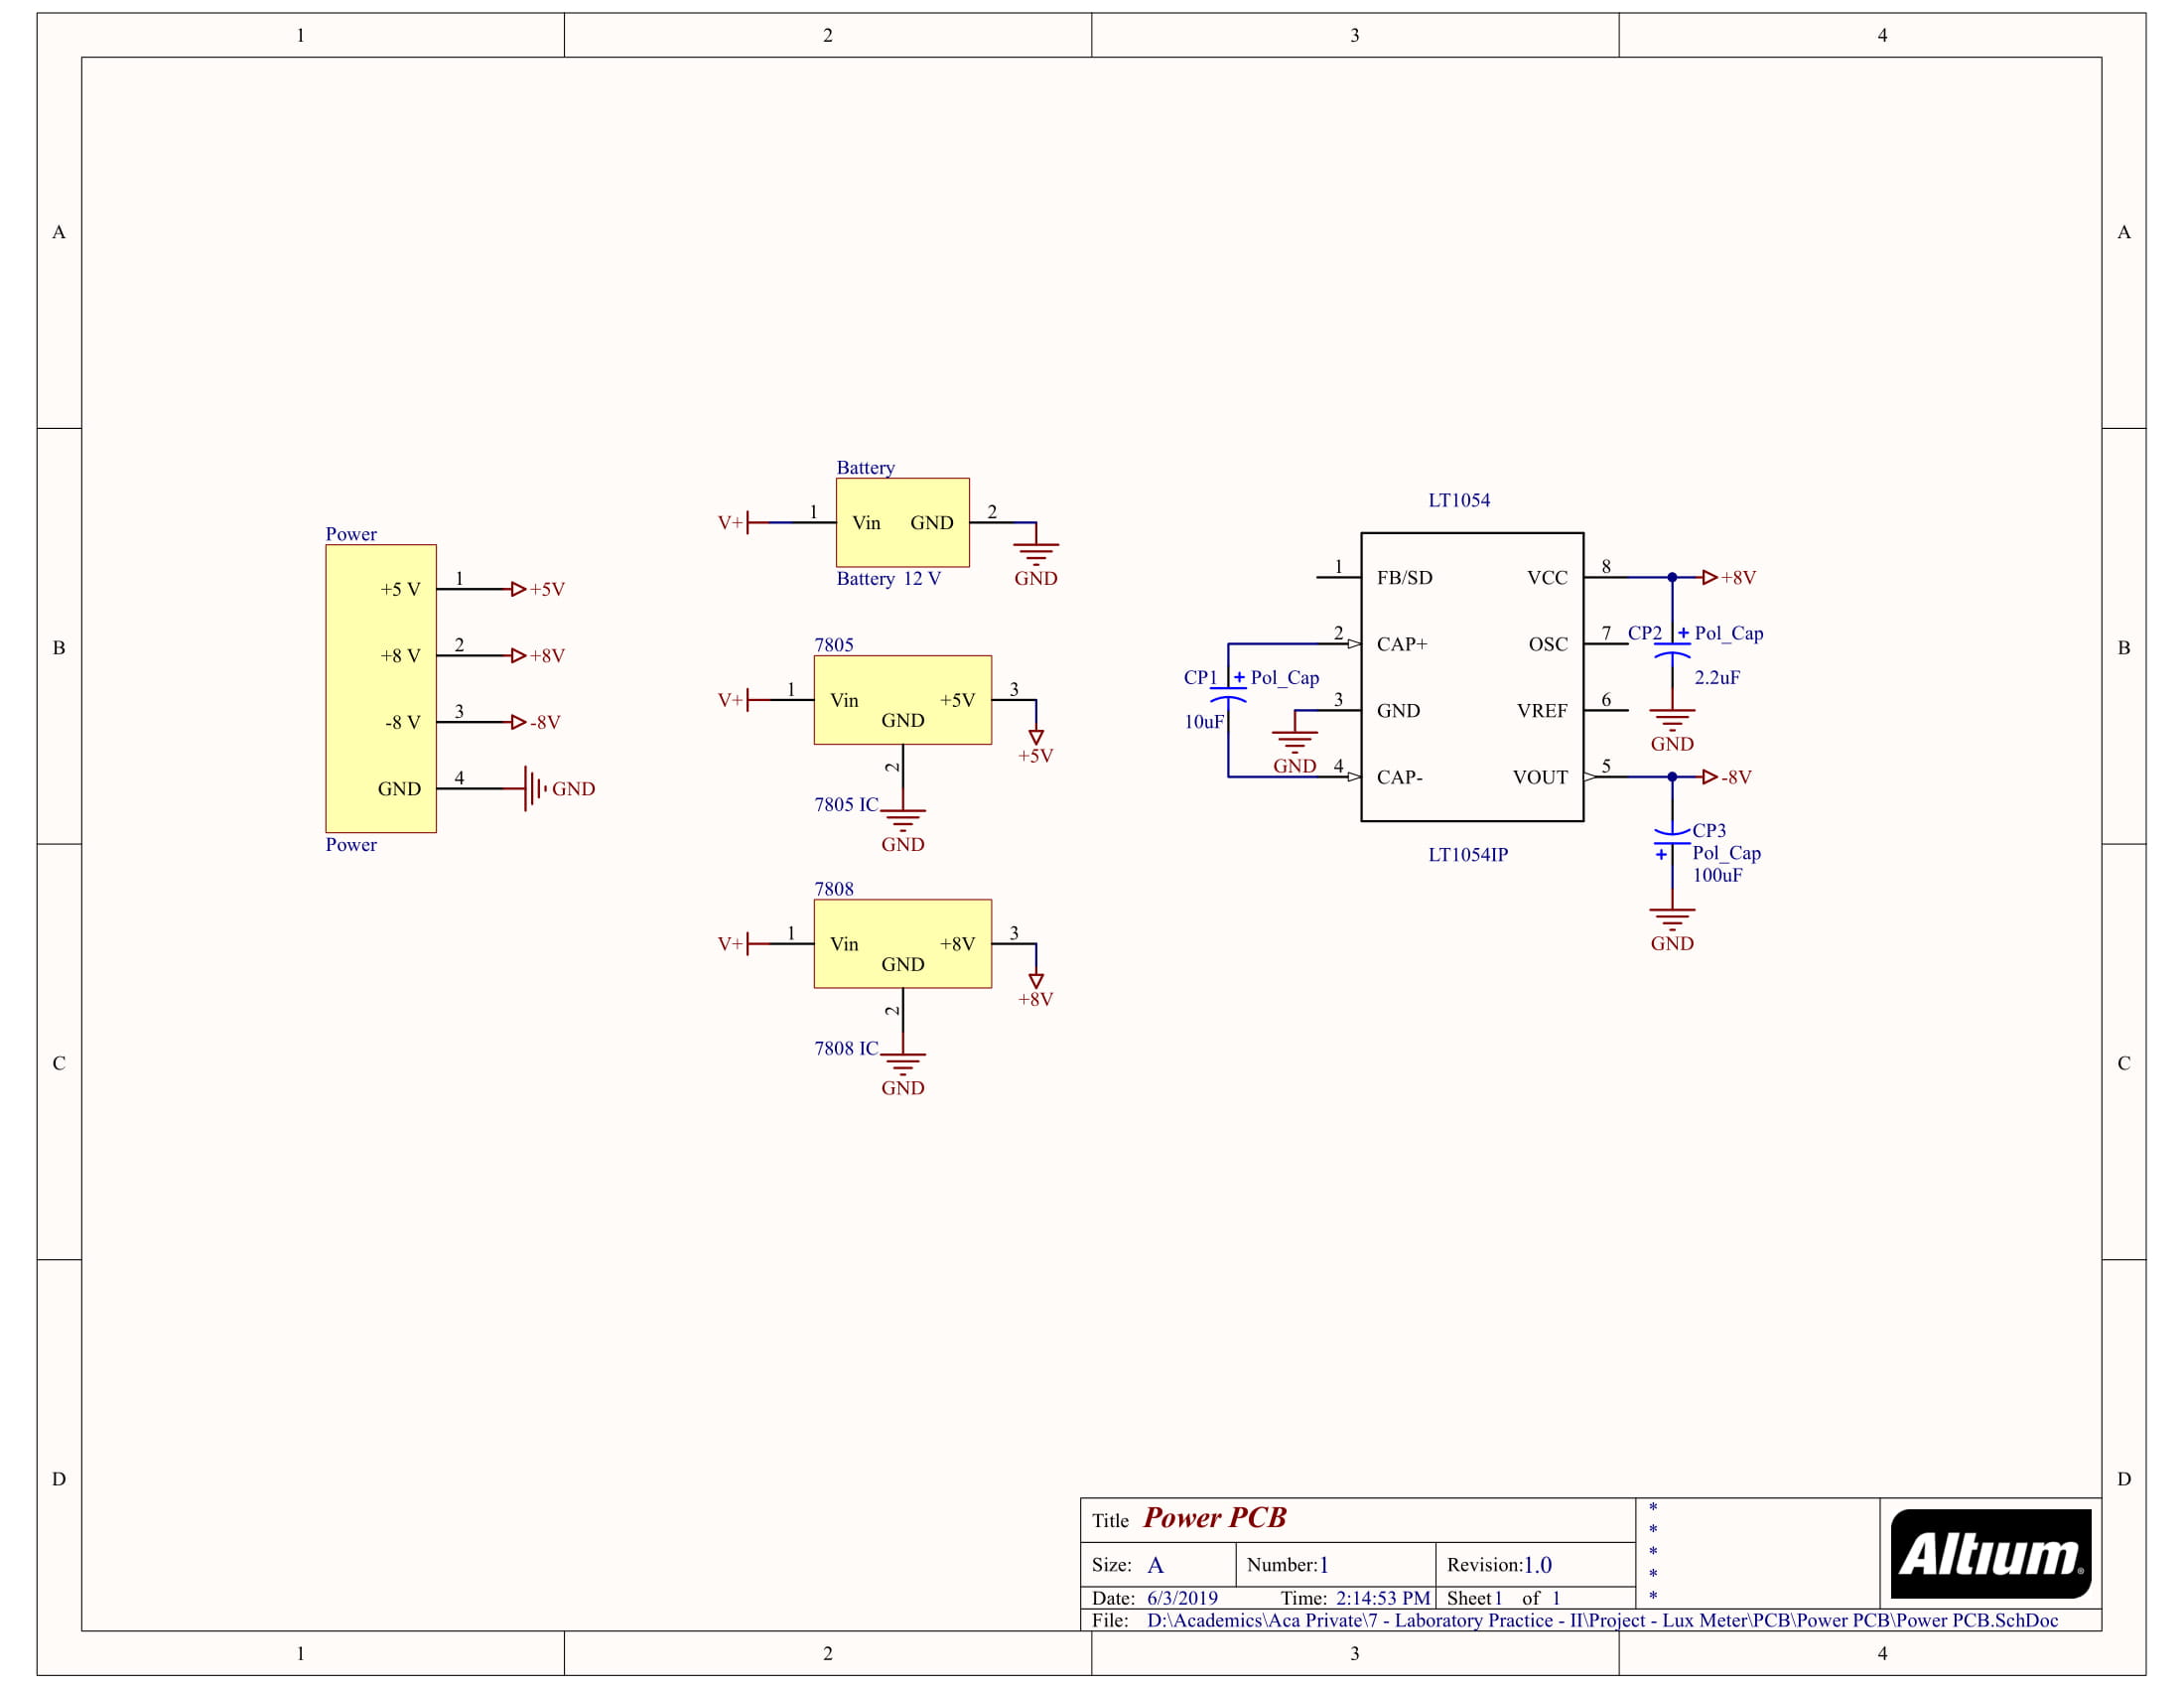 1 2 3 4
A A
B B
C C
D D
Power
+5 V 1 +5V
+8 V 2 +8V
-8 V 3 -8V
GND 4 GND
Power
Battery
V+ 1 Vin GND 2
GND
Battery 12 V
7805
V+ 1 Vin +5V 3
GND
+5V
2
7805 IC
GND
7808
V+ 1 Vin +8V 3
GND
+8V
2
7808 IC
GND
LT1054
1 FB/SD VCC 8 +8V
2 CAP+ OSC 7
3 GND VREF 6
4 CAP- VOUT 5 -8V
LT1054IP
CP1 + Pol_Cap
10uF
GND
CP2 + Pol_Cap
2.2uF
GND
CP3
+ Pol_Cap
100uF
GND
Title Power PCB
Size: A Number:1 Revision:1.0
Date: 6/3/2019 Time: 2:14:53 PM Sheet1 of 1
File: D:\Academics\Aca Private\7 - Laboratory Practice - II\Project - Lux Meter\PCB\Power PCB\Power PCB.SchDoc
*
*
*
*
*
Altıum®
1 2 3 4